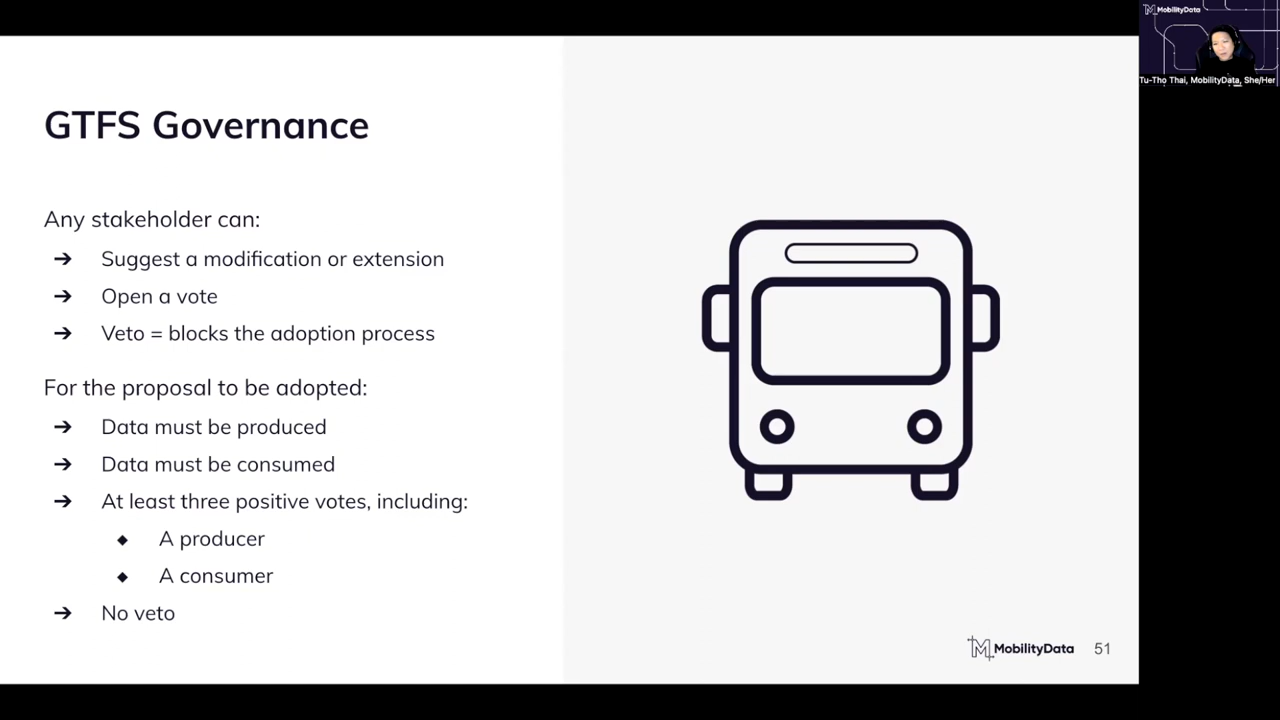 GTFS Governance
Any stakeholder can:
➔ Suggest a modification or extension
➔ Open a vote
➔ Veto = blocks the adoption process
For the proposal to be adopted:
➔ Data must be produced
➔ Data must be consumed
➔ At least three positive votes, including:
◆ A producer
◆ A consumer
➔ No veto
MobilityData 51
MobilityData
Tu-Tho Thai, MobilityData, She/Her